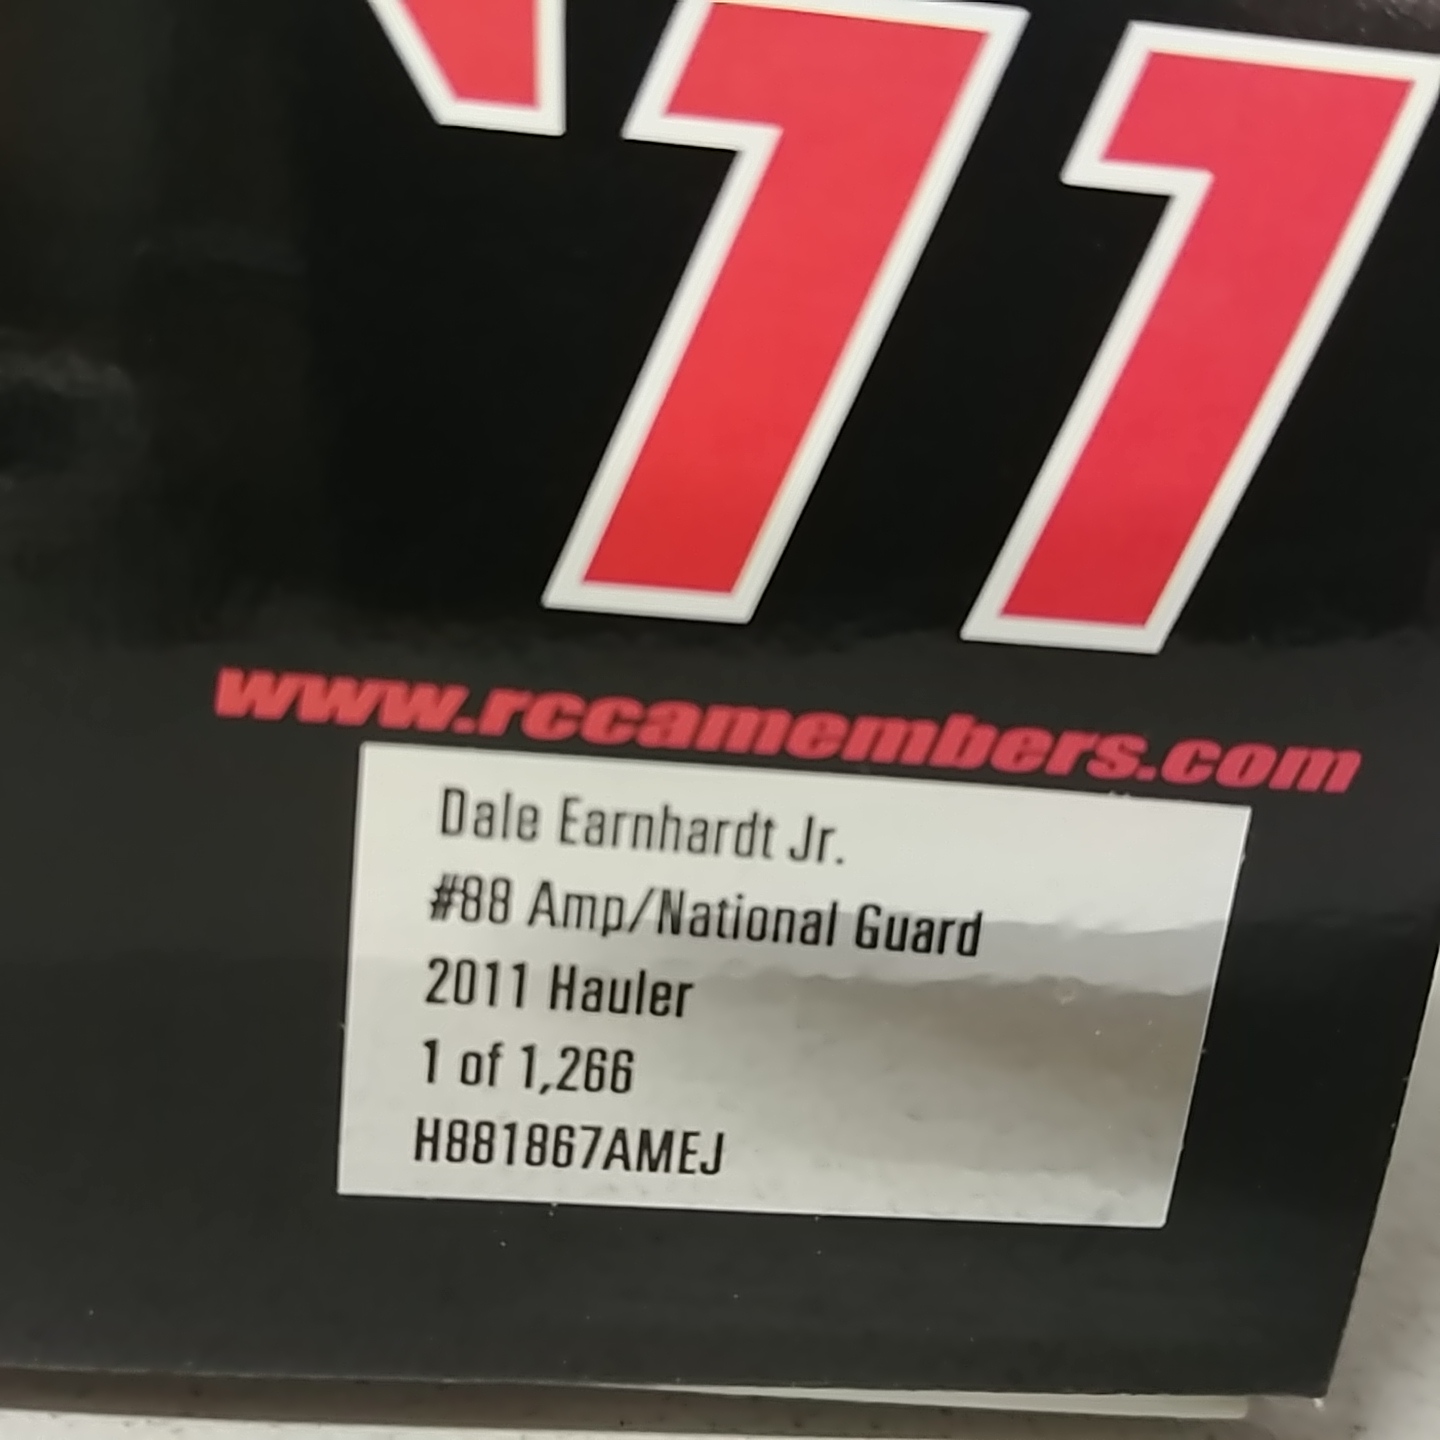 '11
www.rccamembers.com
Dale Earnhardt Jr.
#88 Amp/National Guard
2011 Hauler
1 of 1,266
H881867AMEJ